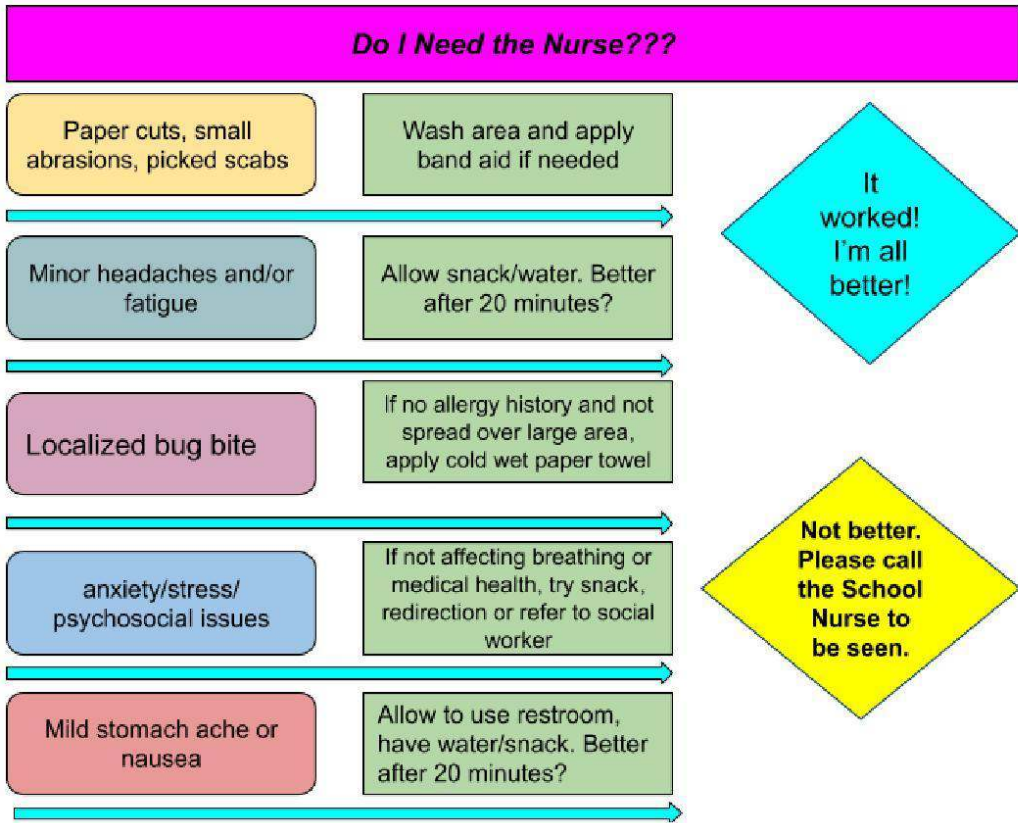 Do I Need the Nurse???
Paper cuts, small
abrasions, picked scabs
Wash area and apply
band aid if needed
It
worked!
I'm all
better!
Minor headaches and/or
fatigue
Allow snack/water. Better
after 20 minutes?
Localized bug bite
If no allergy history and not
spread over large area,
apply cold wet paper towel
Not better.
Please call
the School
Nurse to
be seen.
anxiety/stress/
psychosocial issues
If not affecting breathing or
medical health, try snack,
redirection or refer to social
worker
Mild stomach ache or
nausea
Allow to use restroom,
have water/snack. Better
after 20 minutes?